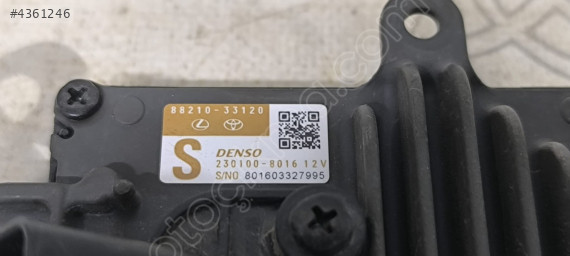 #4361246
88210-33120
S
DENSO
230100-8016 12V
S/NO 801603327995